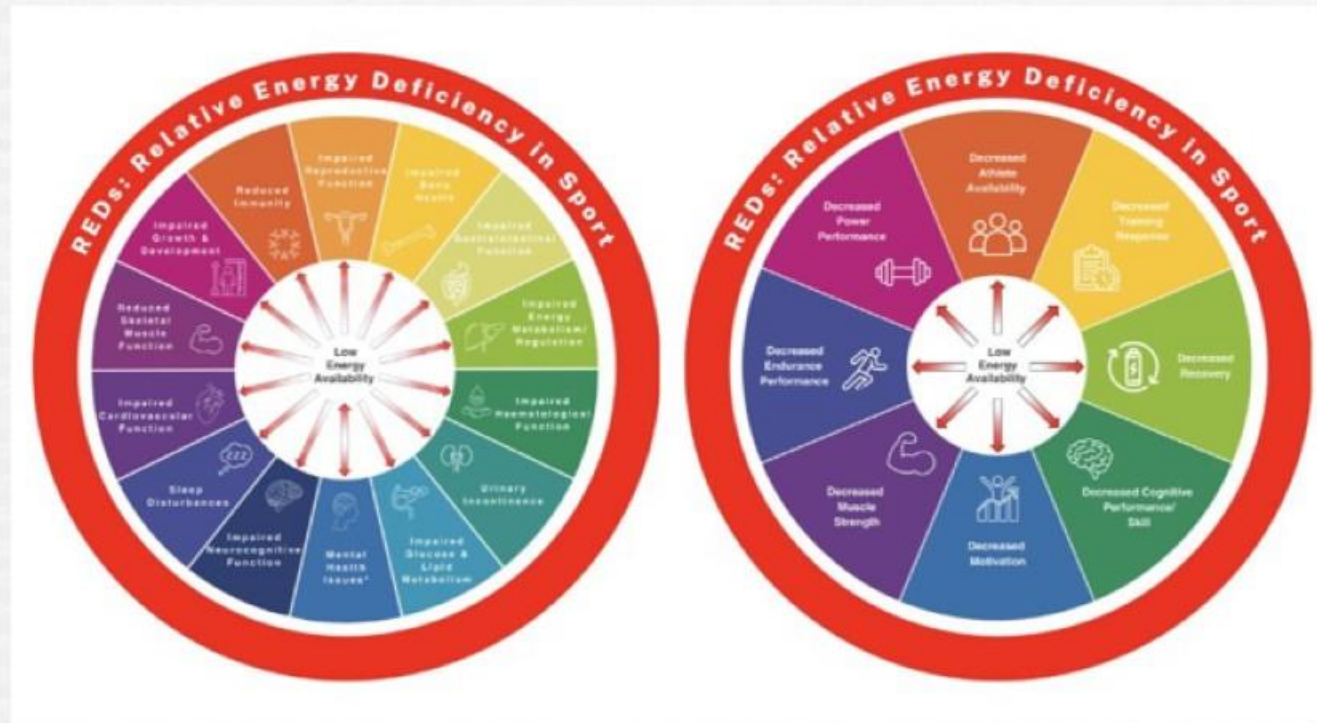 REDs: Relative Energy Deficiency in Sport
Impaired
Reproductive
Function
Impaired
Bone
Health
Impaired
Gastrointestinal
Function
Impaired
Energy
Metabolism/
Regulation
Impaired
Haematological
Function
Urinary
Incontinence
Impaired
Glucose &
Lipid
Metabolism
Mental
Health
Issues*
Impaired
Neurocognitive
Function
Sleep
Disturbances
Impaired
Cardiovascular
Function
Reduced
Skeletal
Muscle
Function
Impaired
Growth &
Development
Reduced
Immunity
zzz
Low
Energy
Availability
REDs: Relative Energy Deficiency in Sport
Decreased
Athlete
Availability
Decreased
Training
Response
Decreased
Recovery
Decreased Cognitive
Performance/
Skill
Decreased
Motivation
Decreased
Muscle
Strength
Decreased
Endurance
Performance
Decreased
Power
Performance
Low
Energy
Availability